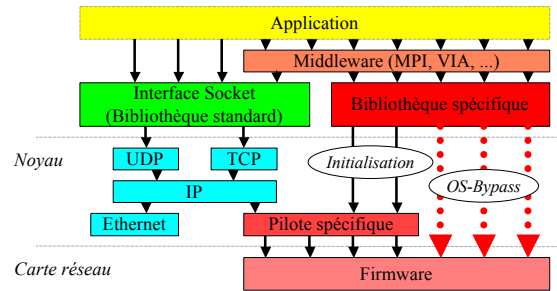 Application
Middleware (MPI, VIA, ...)
Interface Socket
(Bibliothèque standard)
Bibliothèque spécifique
Noyau
UDP
TCP
Initialisation
IP
OS-Bypass
Ethernet
Pilote spécifique
Carte réseau
Firmware